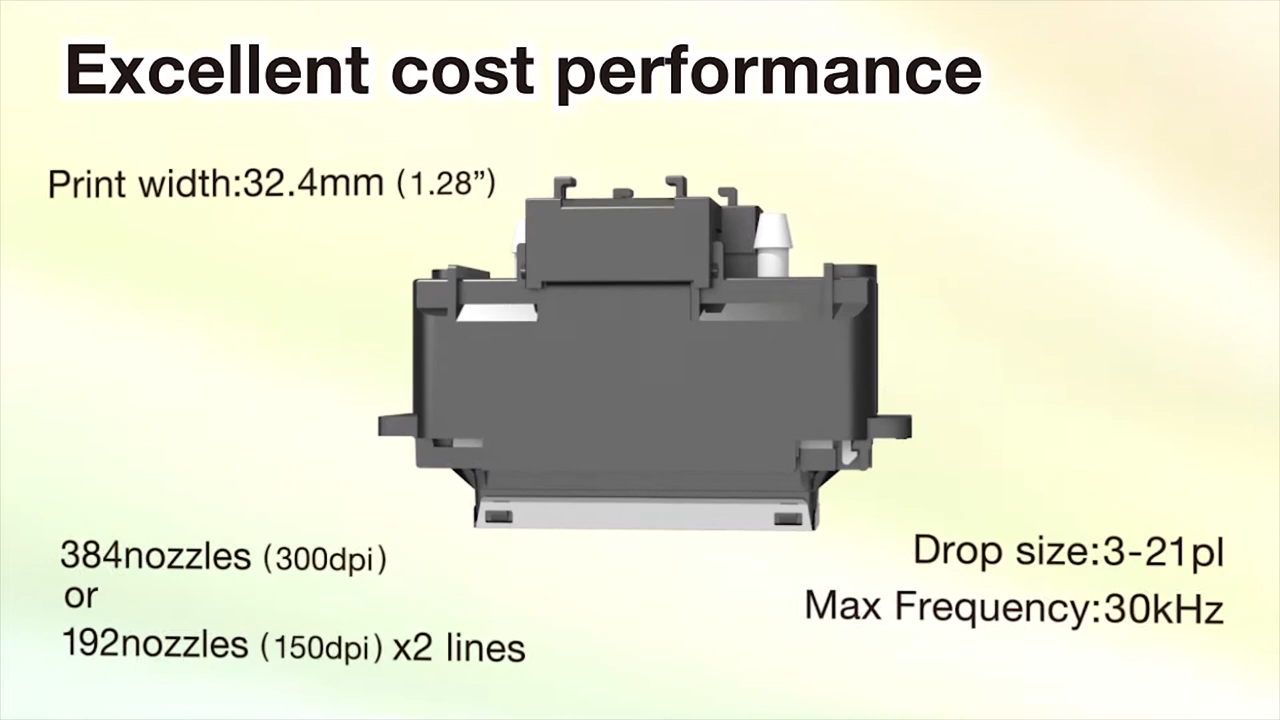 Excellent cost performance
Print width:32.4mm (1.28”)
384nozzles (300dpi)
or
192nozzles (150dpi) x2 lines
Drop size:3-21pl
Max Frequency:30kHz